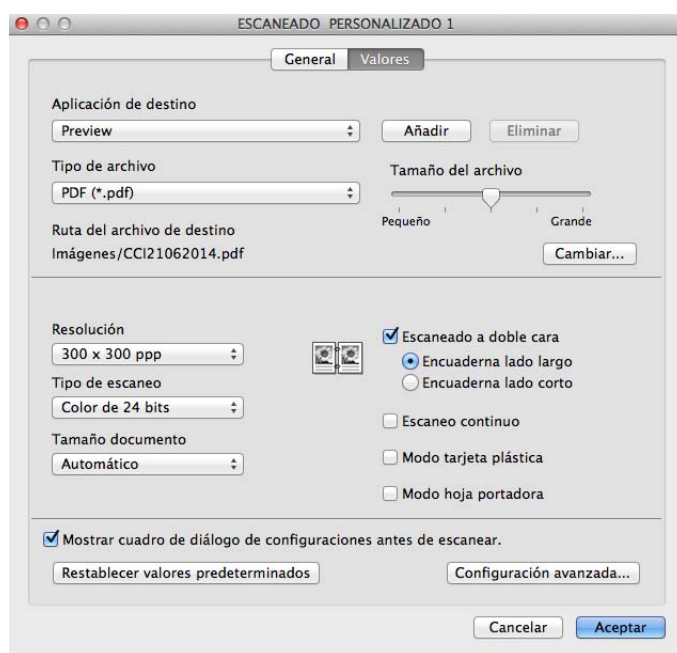 ESCANEADO PERSONALIZADO 1
General Valores
Aplicación de destino
Preview Añadir Eliminar
Tipo de archivo Tamaño del archivo
PDF (*.pdf)
Pequeño Grande
Ruta del archivo de destino
Imágenes/CCI21062014.pdf Cambiar...
Resolución
300 x 300 ppp
Tipo de escaneo
Color de 24 bits
Tamaño documento
Automático
Escaneado a doble cara
Encuaderna lado largo
Encuaderna lado corto
Escaneo continuo
Modo tarjeta plástica
Modo hoja portadora
Mostrar cuadro de diálogo de configuraciones antes de escanear.
Restablecer valores predeterminados Configuración avanzada...
Cancelar Aceptar